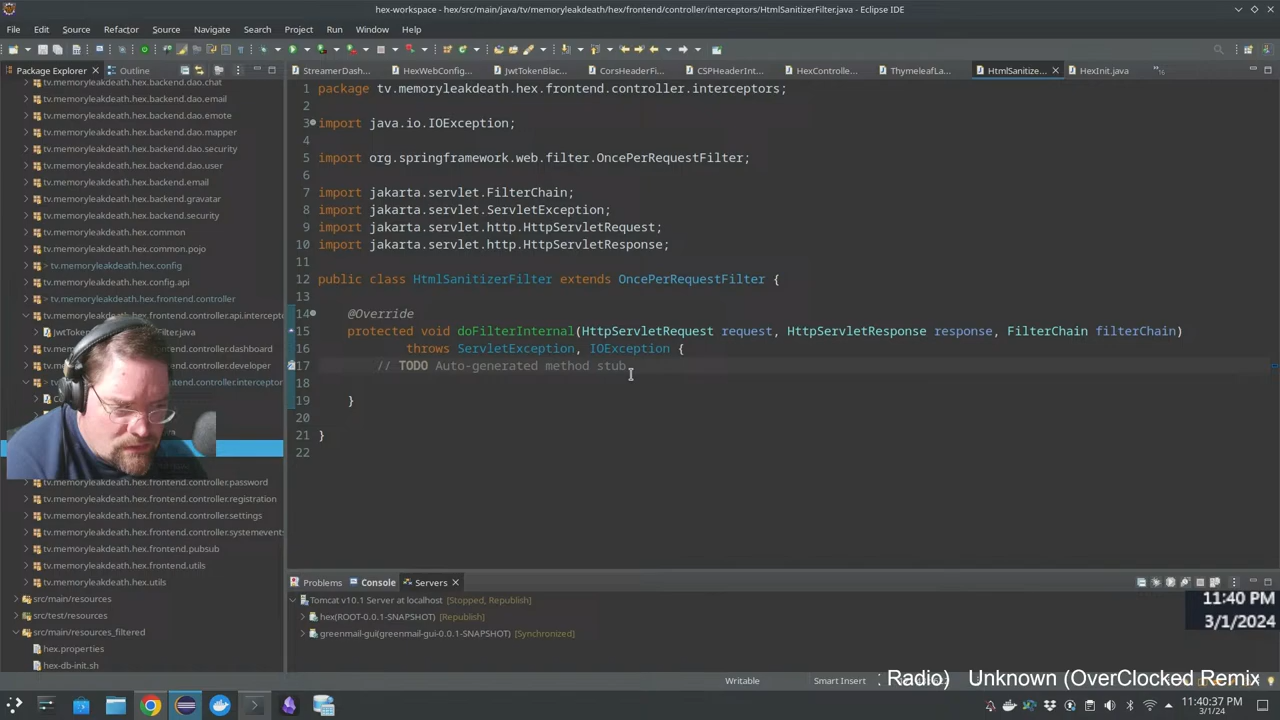 hex-workspace - hex/src/main/java/tv/memoryleakdeath/hex/frontend/controller/interceptors/HtmlSanitizerFilter.java - Eclipse IDE
File Edit Source Refactor Source Navigate Search Project Run Window Help
Package Explorer Outline
StreamerDash... HexWebConfig... JwtTokenBlac... CorsHeaderFi... CSPHeaderInt... HexControlle... ThymeleafLa... HtmlSanitize... HexInit.java
tv.memoryleakdeath.hex.backend.dao.chat
tv.memoryleakdeath.hex.backend.dao.email
tv.memoryleakdeath.hex.backend.dao.emote
tv.memoryleakdeath.hex.backend.dao.mapper
tv.memoryleakdeath.hex.backend.dao.security
tv.memoryleakdeath.hex.backend.dao.user
tv.memoryleakdeath.hex.backend.email
tv.memoryleakdeath.hex.backend.gravatar
tv.memoryleakdeath.hex.backend.security
tv.memoryleakdeath.hex.common
tv.memoryleakdeath.hex.common.pojo
> tv.memoryleakdeath.hex.config
tv.memoryleakdeath.hex.config.api
> tv.memoryleakdeath.hex.frontend.controller
tv.memoryleakdeath.hex.frontend.controller.api.intercepto
JwtTok
Filter.java
controller.dashboard
controller.developer
controller.interceptor
tv.memoryleakdeath.hex.frontend.controller.password
tv.memoryleakdeath.hex.frontend.controller.registration
tv.memoryleakdeath.hex.frontend.controller.settings
tv.memoryleakdeath.hex.frontend.controller.systemevents
tv.memoryleakdeath.hex.frontend.pubsub
tv.memoryleakdeath.hex.frontend.utils
tv.memoryleakdeath.hex.utils
src/main/resources
src/test/resources
src/main/resources_filtered
hex.properties
hex-db-init.sh
1 package tv.memoryleakdeath.hex.frontend.controller.interceptors;
2
3 import java.io.IOException;
4
5 import org.springframework.web.filter.OncePerRequestFilter;
6
7 import jakarta.servlet.FilterChain;
8 import jakarta.servlet.ServletException;
9 import jakarta.servlet.http.HttpServletRequest;
10 import jakarta.servlet.http.HttpServletResponse;
11
12 public class HtmlSanitizerFilter extends OncePerRequestFilter {
13
14 @Override
15 protected void doFilterInternal(HttpServletRequest request, HttpServletResponse response, FilterChain filterChain)
16 throws ServletException, IOException {
17 // TODO Auto-generated method stub
18
19 }
20
21 }
22
Problems Console Servers
Tomcat v10.1 Server at localhost [Stopped, Republish]
hex(ROOT-0.0.1-SNAPSHOT) [Republish]
greenmail-gui(greenmail-gui-0.0.1-SNAPSHOT) [Synchronized]
11:40 PM
3/1/2024
Writable Smart Insert
: Radio) Unknown (OverClocked Remix
11:40:37 PM
3/1/24